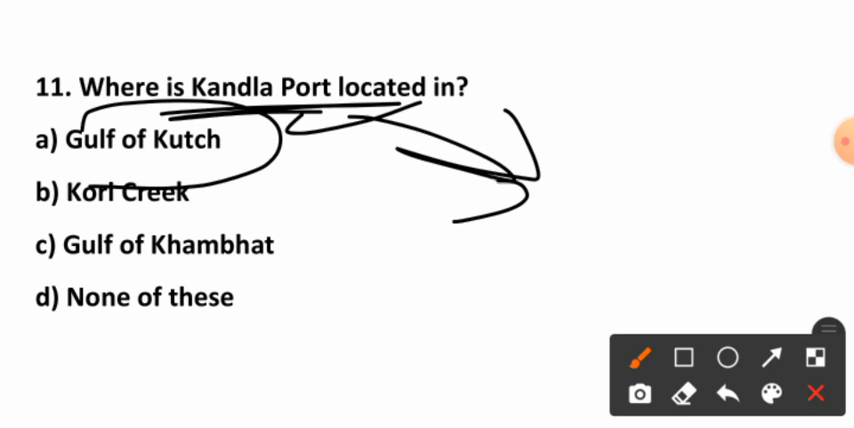 11. Where is Kandla Port located in?
a) Gulf of Kutch
b) Kori Creek
c) Gulf of Khambhat
d) None of these